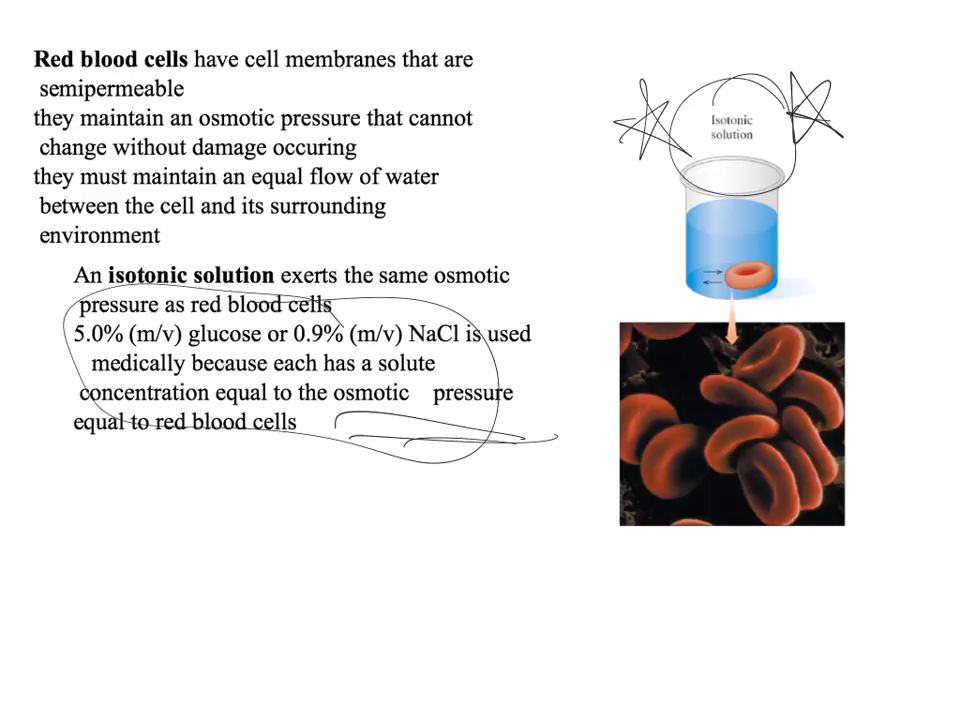 Red blood cells have cell membranes that are
semipermeable
they maintain an osmotic pressure that cannot
change without damage occuring
they must maintain an equal flow of water
between the cell and its surrounding
environment
An isotonic solution exerts the same osmotic
pressure as red blood cells
5.0% (m/v) glucose or 0.9% (m/v) NaCl is used
medically because each has a solute
concentration equal to the osmotic pressure
equal to red blood cells
Isotonic
solution